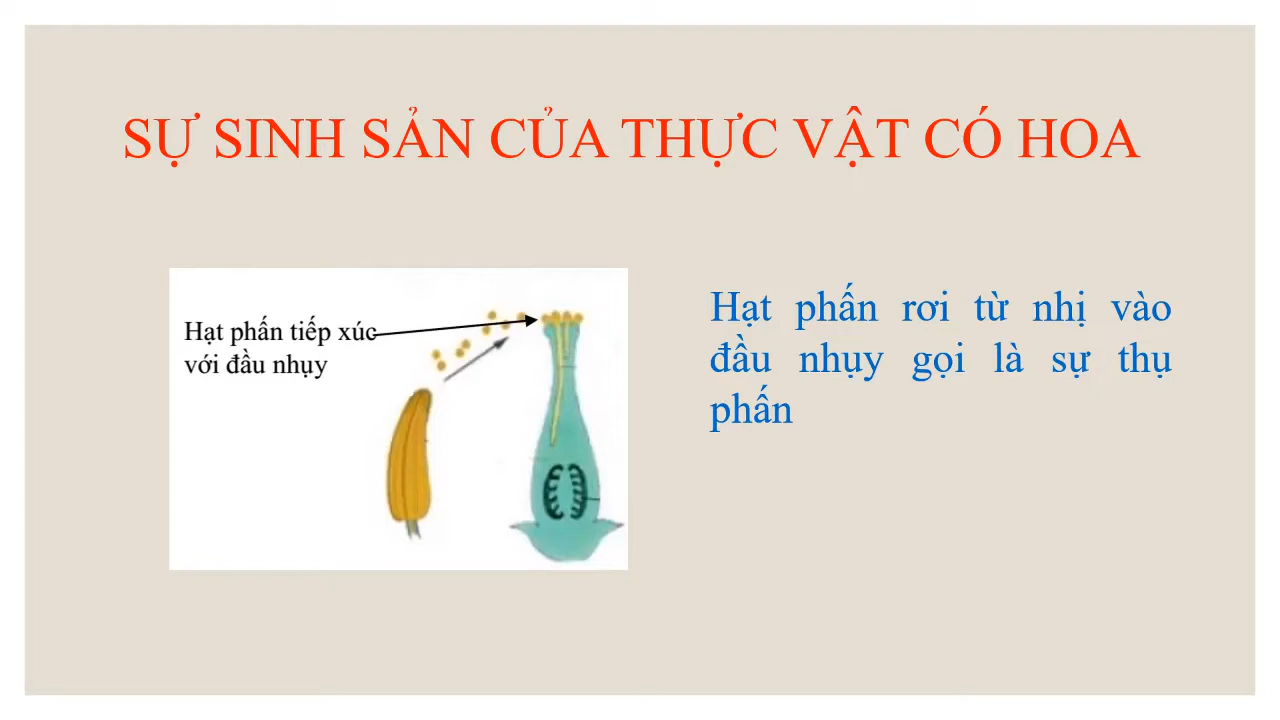 SỰ SINH SẢN CỦA THỰC VẬT CÓ HOA
Hạt phấn tiếp xúc
với đầu nhụy
Hạt phấn rơi từ nhị vào
đầu nhụy gọi là sự thụ
phấn